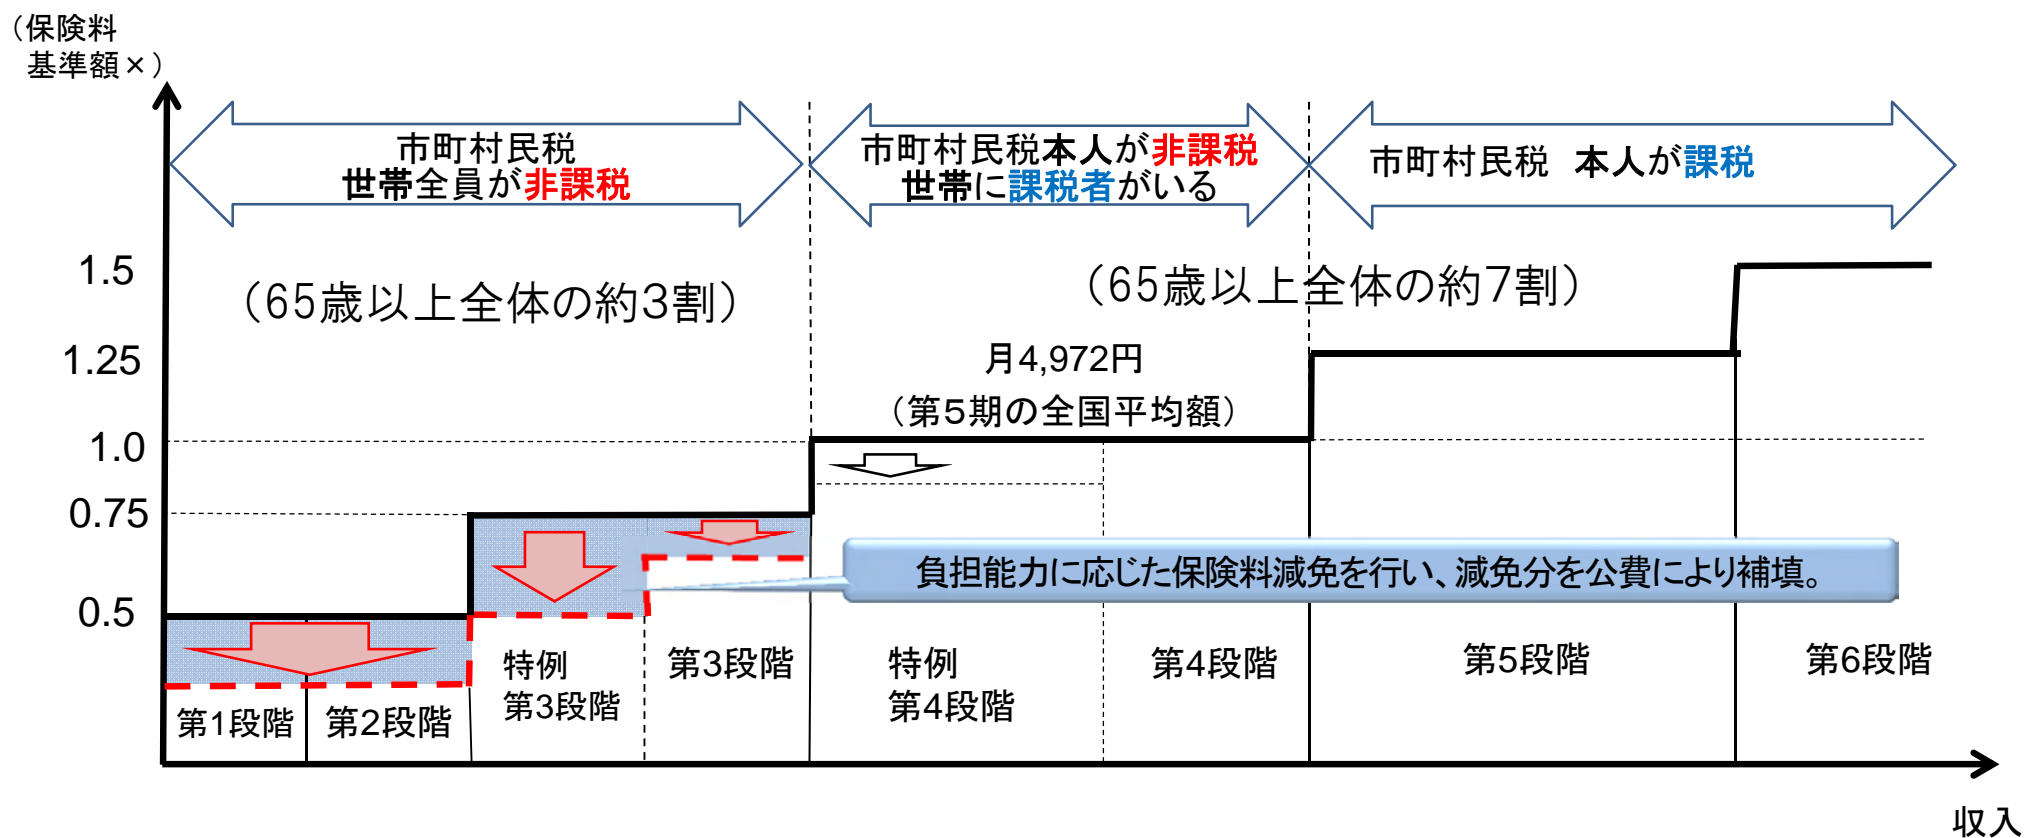 （保険料
基準額×）
市町村民税
世帯全員が非課税
市町村民税本人が非課税
世帯に課税者がいる
市町村民税　本人が課税
（65歳以上全体の約3割）
（65歳以上全体の約7割）
1.5
1.25
1.0
0.75
0.5
月4,972円
（第5期の全国平均額）
負担能力に応じた保険料減免を行い、減免分を公費により補填。
第1段階
第2段階
特例
第3段階
第3段階
特例
第4段階
第4段階
第5段階
第6段階
収入